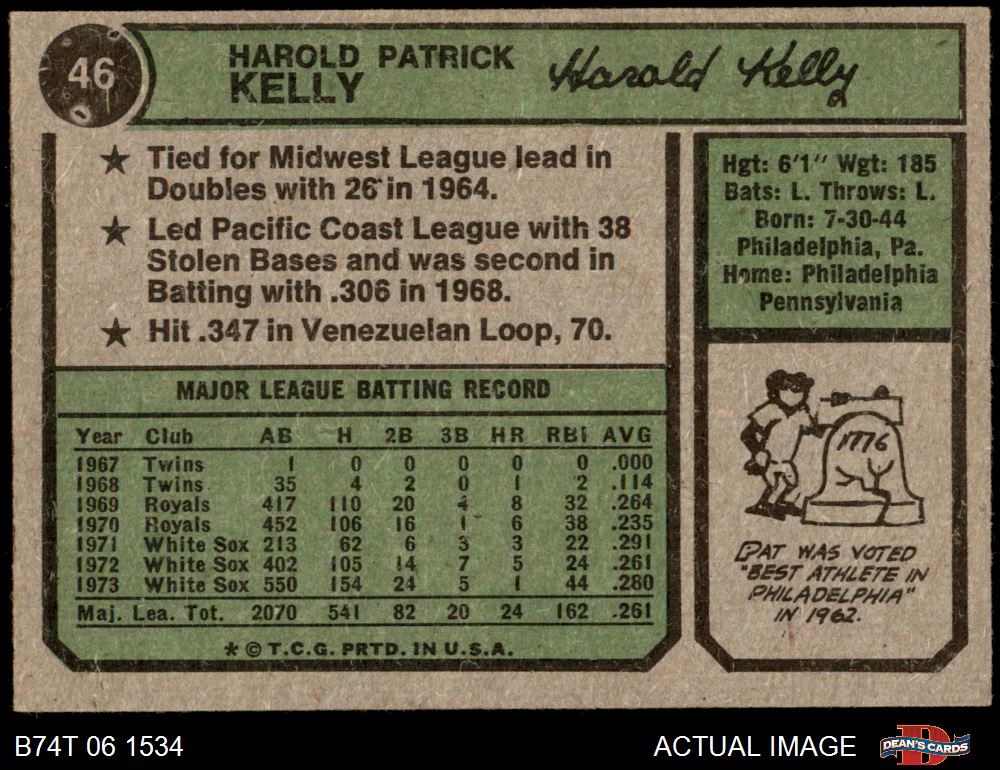 46
HAROLD PATRICK
KELLY
Harold Kelly
★ Tied for Midwest League lead in
Doubles with 26 in 1964.
★ Led Pacific Coast League with 38
Stolen Bases and was second in
Batting with .306 in 1968.
★ Hit .347 in Venezuelan Loop, 70.
Hgt: 6'1" Wgt: 185
Bats: L. Throws: L.
Born: 7-30-44
Philadelphia, Pa.
Home: Philadelphia
Pennsylvania
MAJOR LEAGUE BATTING RECORD
Year Club AB H 2B 3B HR RBI AVG
1967 Twins 1 0 0 0 0 0 .000
1968 Twins 35 4 2 0 1 2 .114
1969 Royals 417 110 20 4 8 32 .264
1970 Royals 452 106 16 1 6 38 .235
1971 White Sox 213 62 6 3 3 22 .291
1972 White Sox 402 105 14 7 5 24 .261
1973 White Sox 550 154 24 5 1 44 .280
Maj. Lea. Tot. 2070 541 82 20 24 162 .261
* © T.C.G. PRTD. IN U.S.A.
1776
PAT WAS VOTED
"BEST ATHLETE IN
PHILADELPHIA"
IN 1962.
B74T 06 1534
ACTUAL IMAGE
D
DEAN'S CARDS